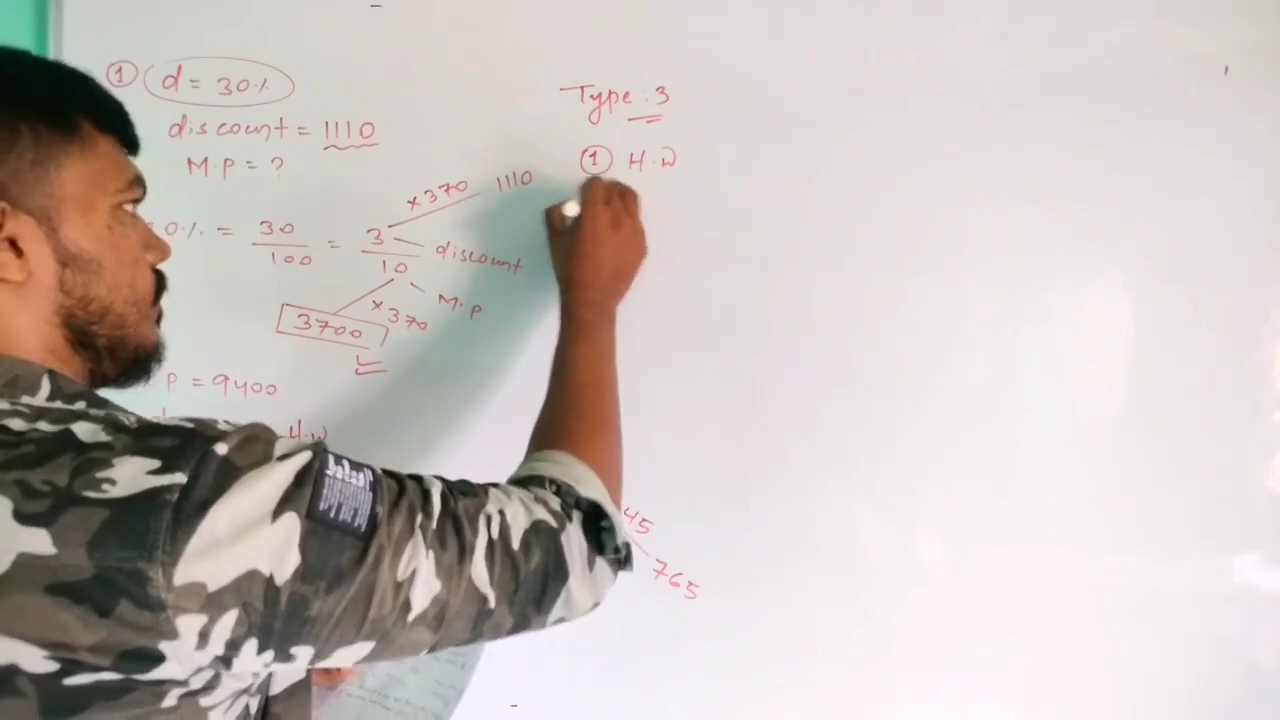 ① d = 30%
discount = 1110
M.P = ?
0% = 30/100 = 3/10
×370 1110
discount
M.P
×370
3700
P = 9400
H.W
Type : 3
① H.W
45
765